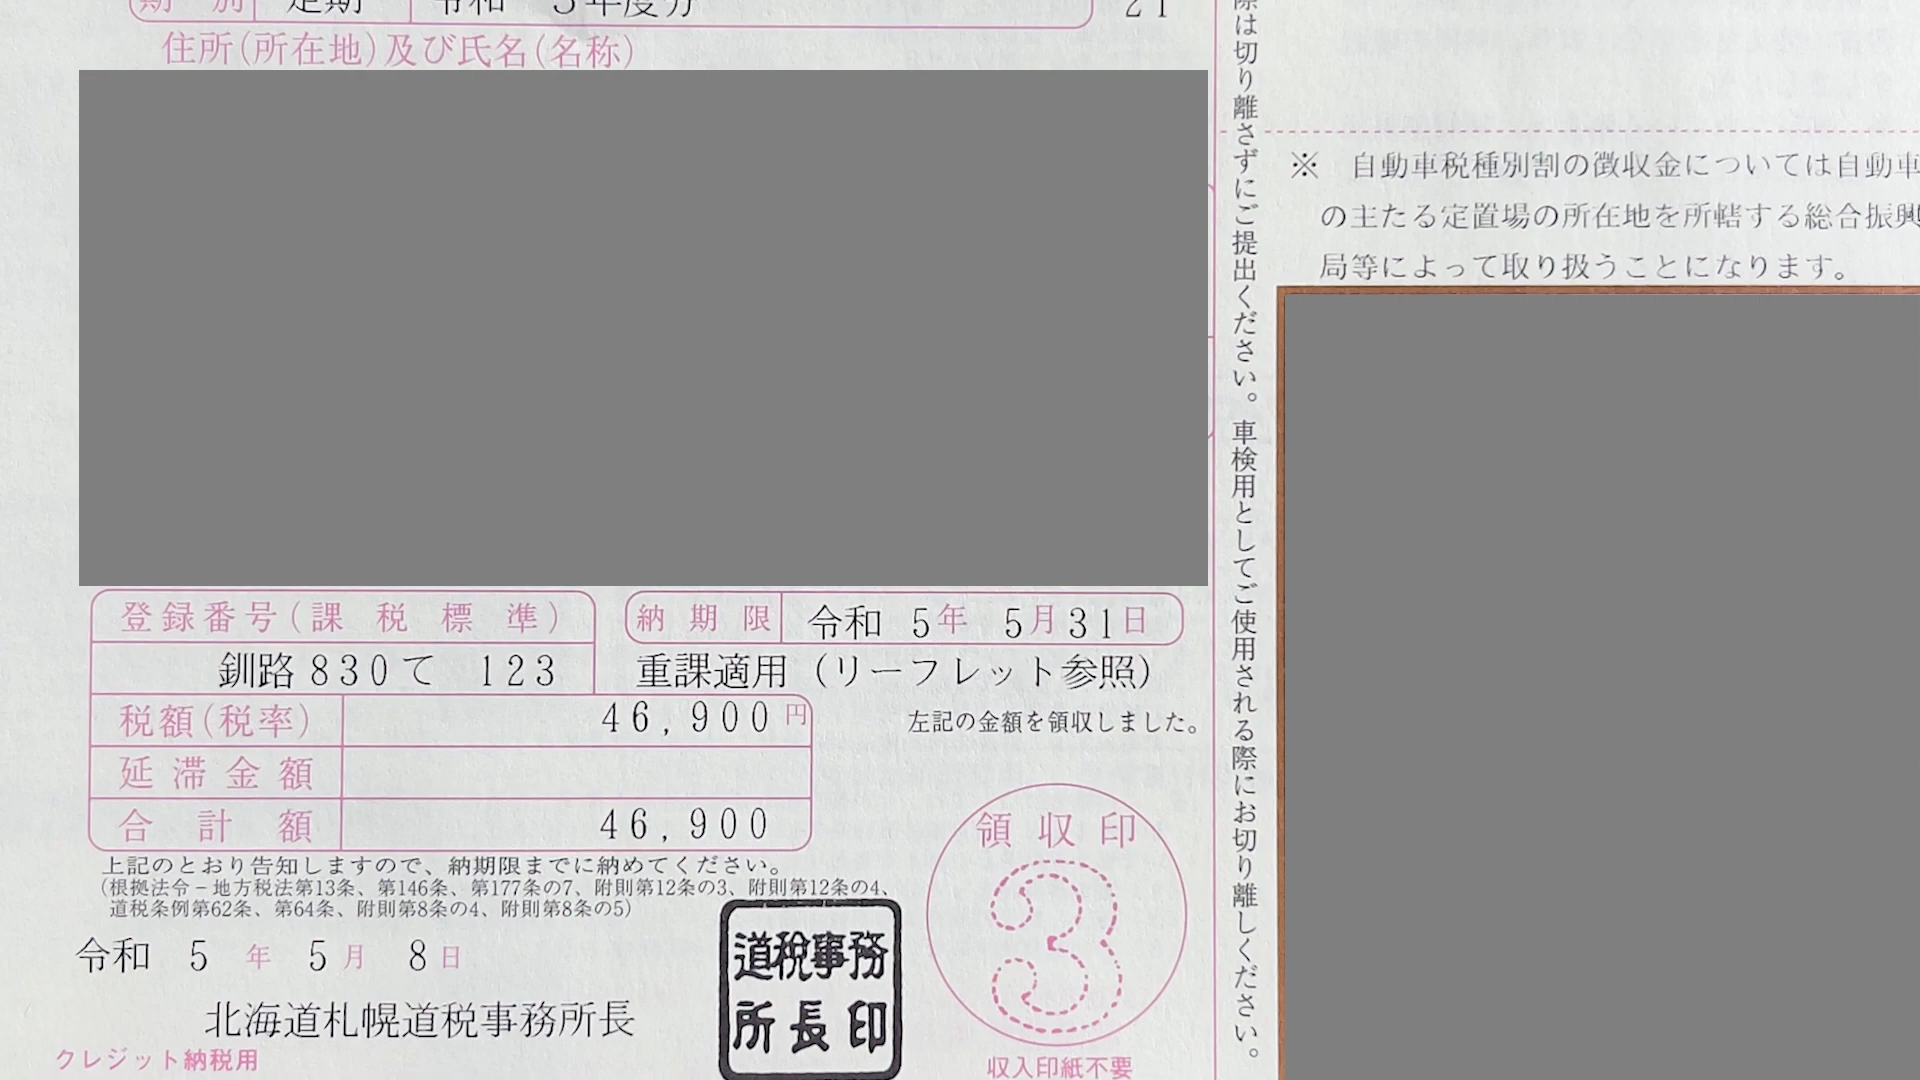 期別 定期 令和 5年度分 21
住所(所在地)及び氏名(名称)
登録番号(課税標準)
釧路830て 123
納期限 令和 5年 5月31日
重課適用(リーフレット参照)
税額(税率) 46,900円
左記の金額を領収しました。
延滞金額
合計額 46,900
上記のとおり告知しますので、納期限までに納めてください。
(根拠法令-地方税法第13条、第146条、第177条の7、附則第12条の3、附則第12条の4、
道税条例第62条、第64条、附則第8条の4、附則第8条の5)
令和 5 年 5 月 8 日
北海道札幌道税事務所長
道税事務
所長印
クレジット納税用
領収印
3
収入印紙不要
際は切り離さずにご提出ください。車検用としてご使用される際にお切り離しください。
※ 自動車税種別割の徴収金については自動車
の主たる定置場の所在地を所轄する総合振興
局等によって取り扱うことになります。